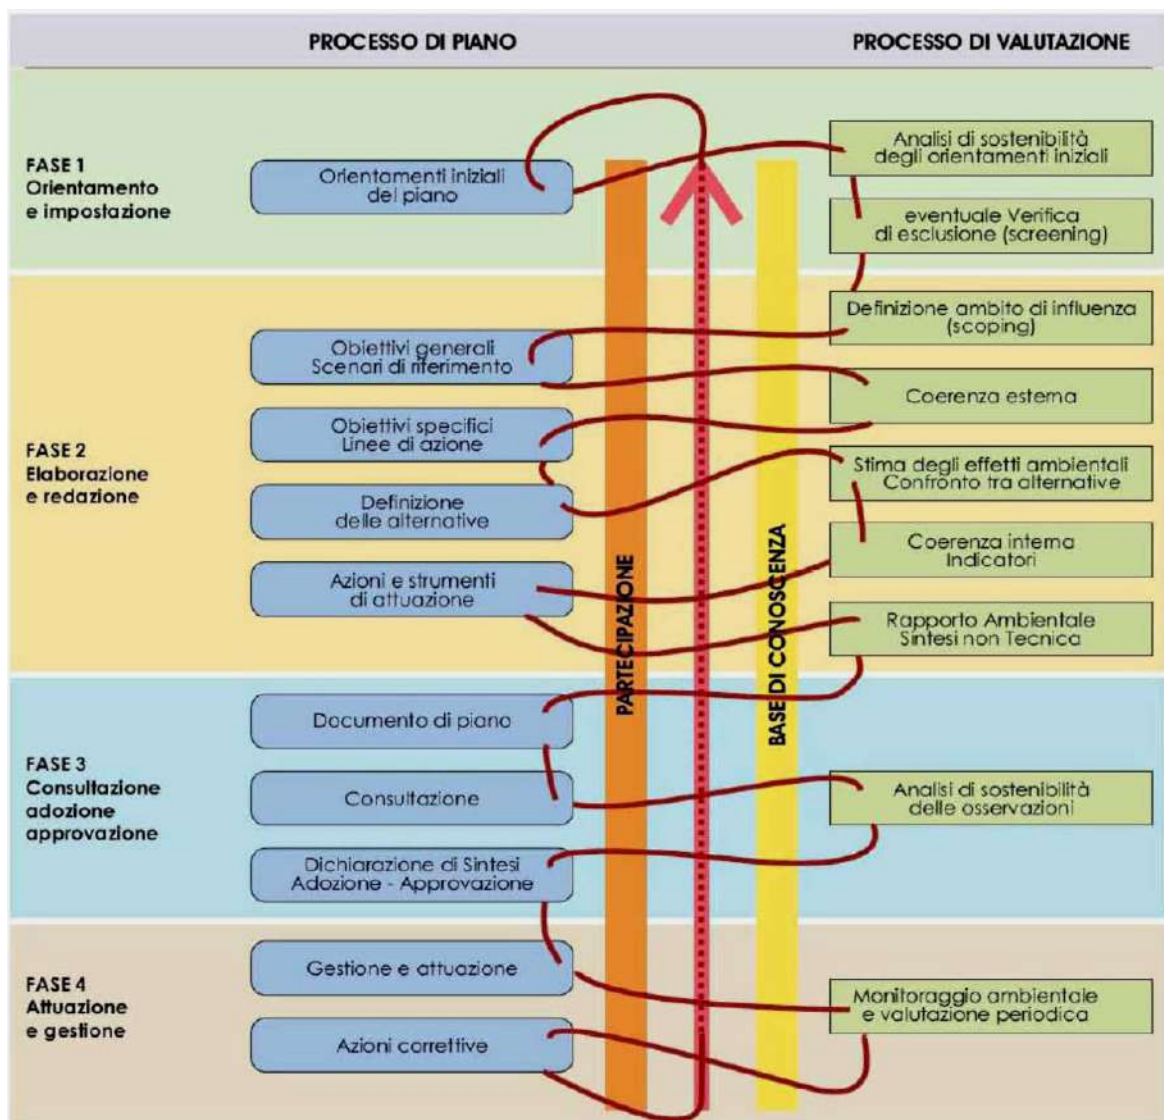 PROCESSO DI PIANO
PROCESSO DI VALUTAZIONE
FASE 1
Orientamento
e impostazione
Orientamenti iniziali
del piano
Analisi di sostenibilità
degli orientamenti iniziali
eventuale Verifica
di esclusione (screening)
FASE 2
Elaborazione
e redazione
Obiettivi generali
Scenari di riferimento
Obiettivi specifici
Linee di azione
Definizione
delle alternative
Azioni e strumenti
di attuazione
Definizione ambito di influenza
(scoping)
Coerenza esterna
Stima degli effetti ambientali
Confronto tra alternative
Coerenza interna
Indicatori
Rapporto Ambientale
Sintesi non Tecnica
PARTECIPAZIONE
BASE DI CONOSCENZA
FASE 3
Consultazione
adozione
approvazione
Documento di piano
Consultazione
Dichiarazione di Sintesi
Adozione - Approvazione
Analisi di sostenibilità
delle osservazioni
FASE 4
Attuazione
e gestione
Gestione e attuazione
Azioni correttive
Monitoraggio ambientale
e valutazione periodica